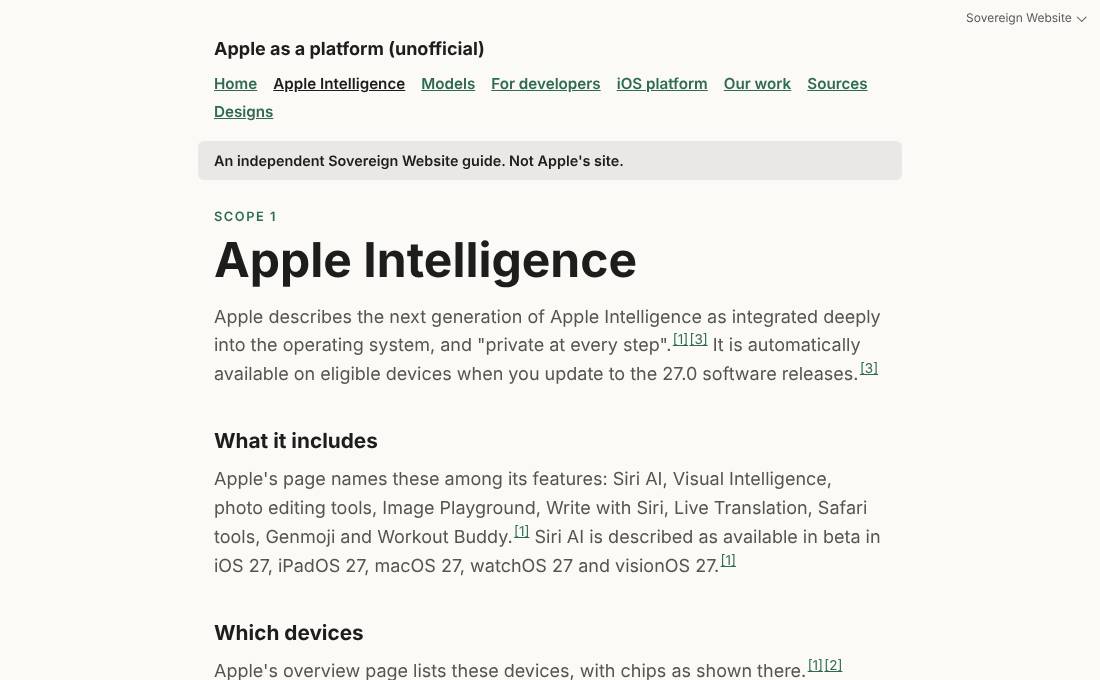 Sovereign Website
Apple as a platform (unofficial)
Home Apple Intelligence Models For developers iOS platform Our work Sources
Designs
An independent Sovereign Website guide. Not Apple's site.
SCOPE 1
Apple Intelligence
Apple describes the next generation of Apple Intelligence as integrated deeply
into the operating system, and "private at every step".[1][3] It is automatically
available on eligible devices when you update to the 27.0 software releases.[3]
What it includes
Apple's page names these among its features: Siri AI, Visual Intelligence,
photo editing tools, Image Playground, Write with Siri, Live Translation, Safari
tools, Genmoji and Workout Buddy.[1] Siri AI is described as available in beta in
iOS 27, iPadOS 27, macOS 27, watchOS 27 and visionOS 27.[1]
Which devices
Apple's overview page lists these devices, with chips as shown there.[1][2]